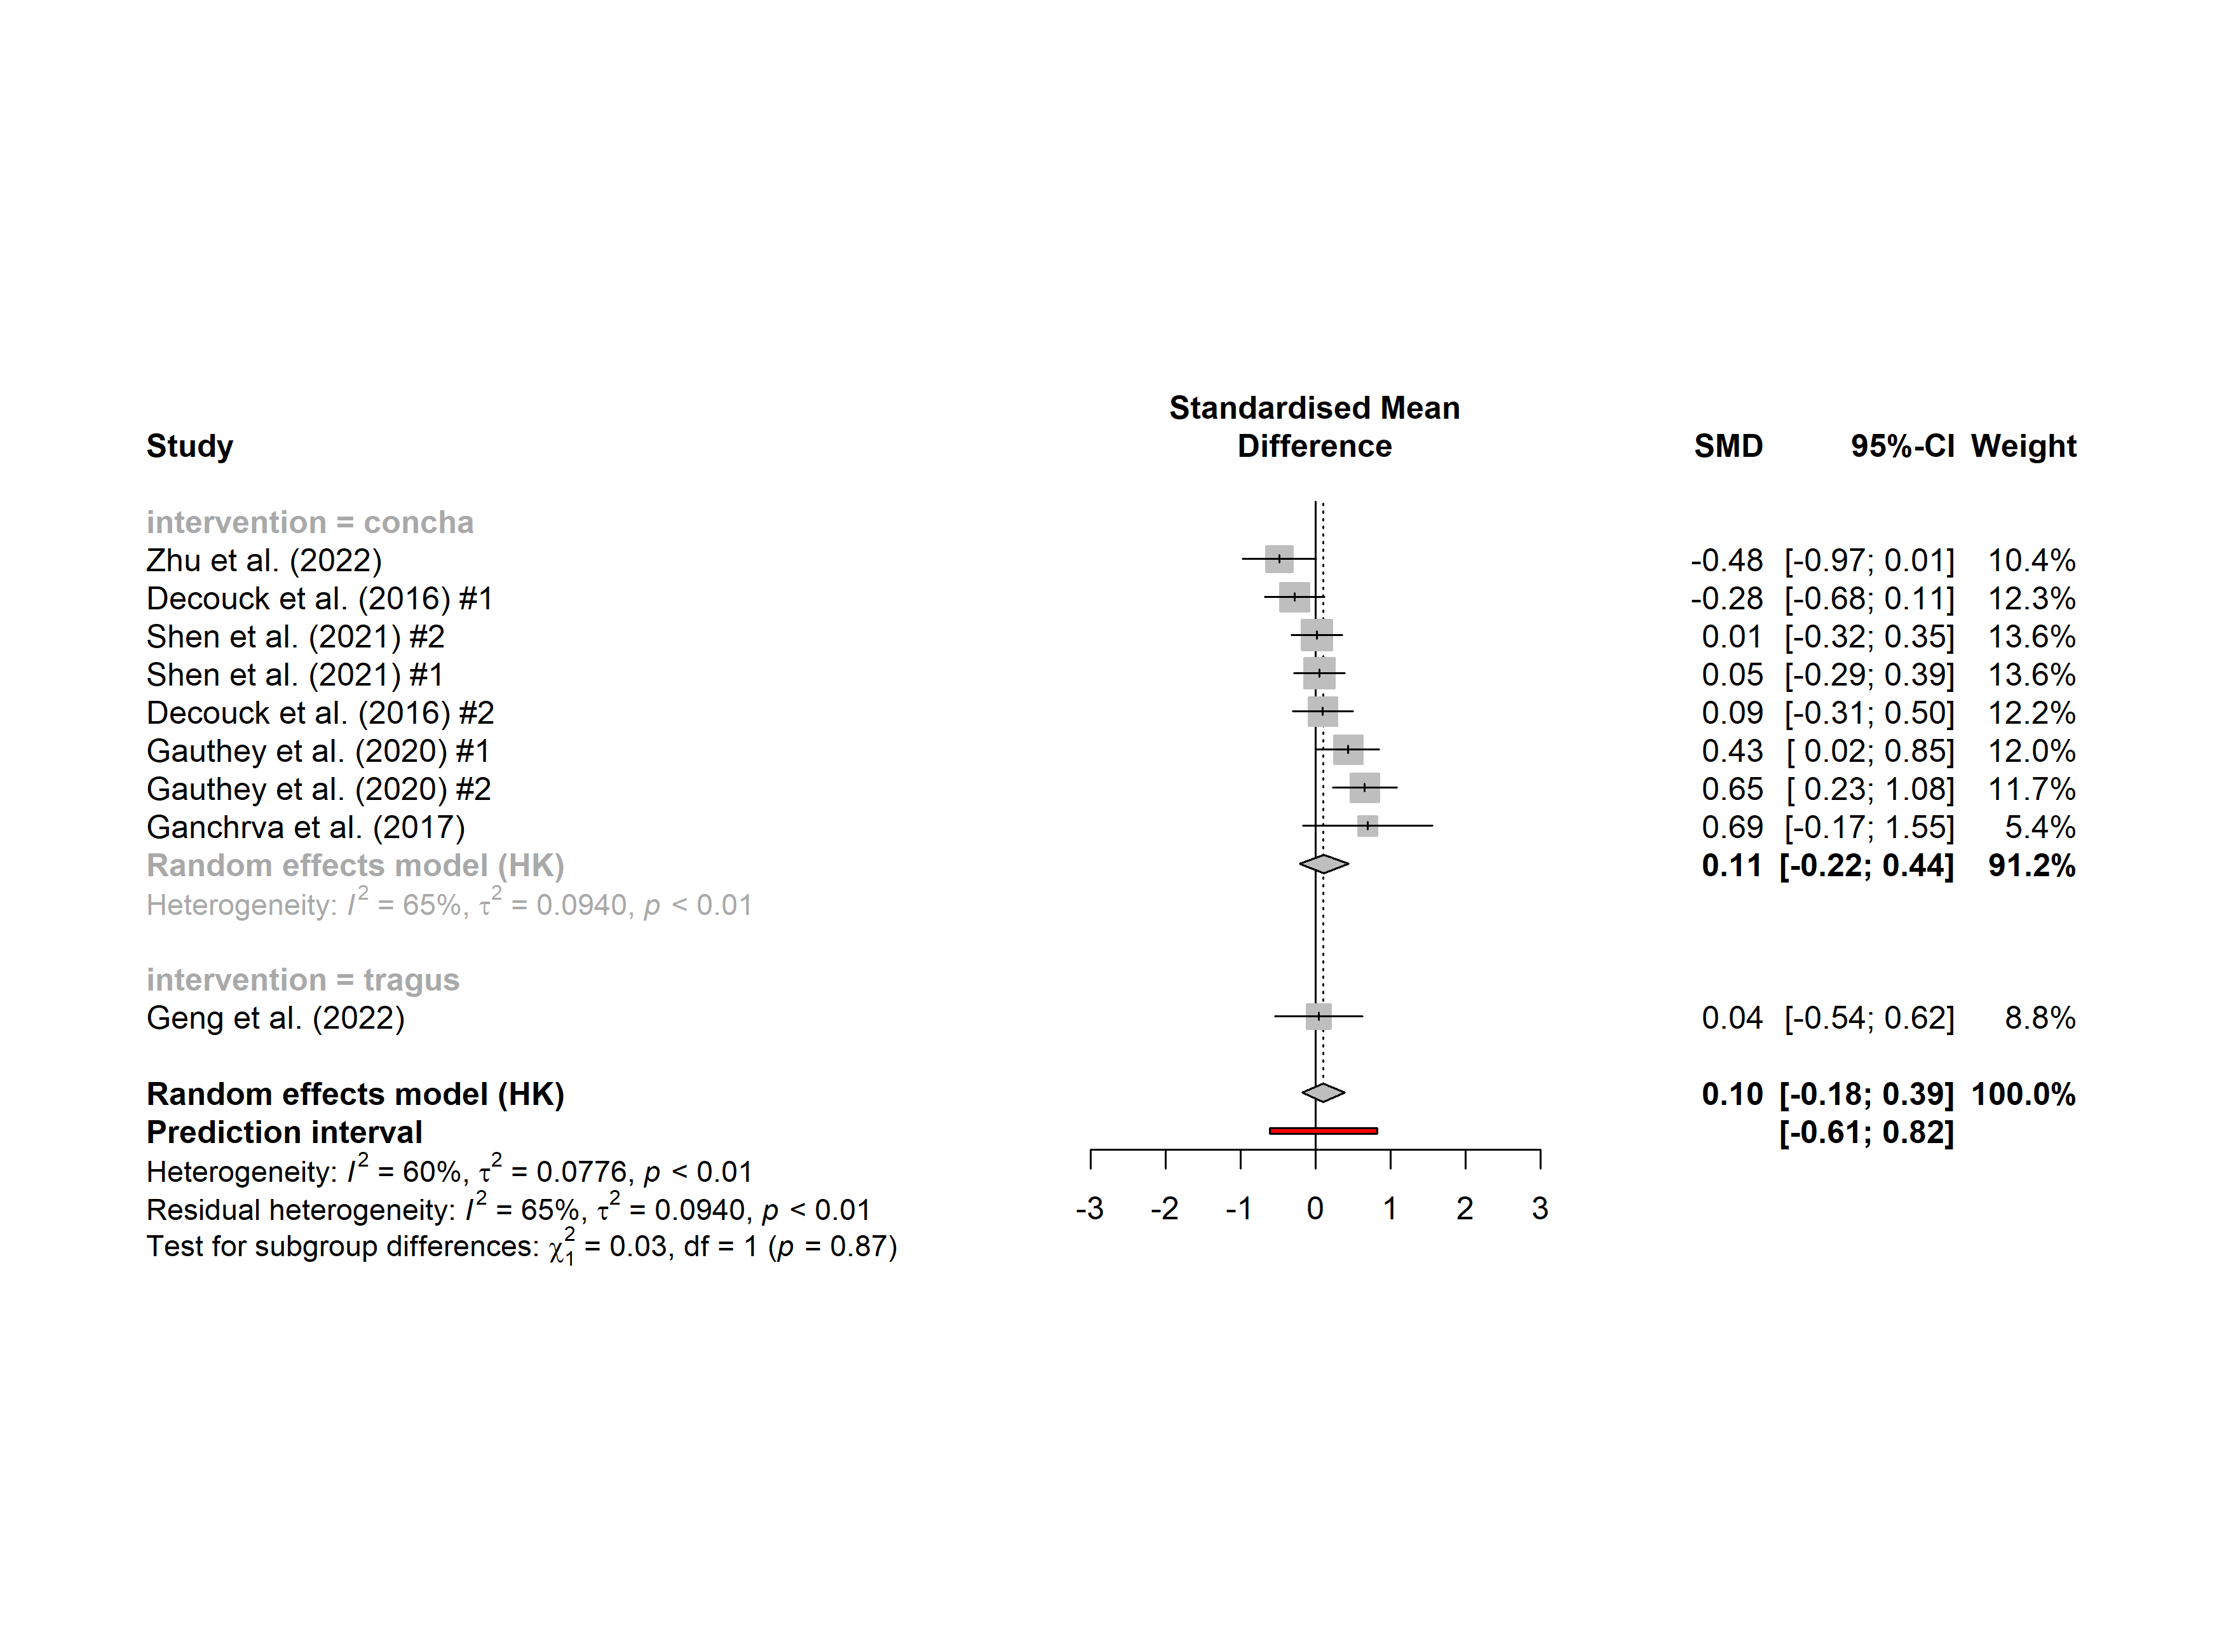 Standardised Mean
Study Difference SMD 95%-CI Weight
intervention = concha
Zhu et al. (2022) -0.48 [-0.97; 0.01] 10.4%
Decouck et al. (2016) #1 -0.28 [-0.68; 0.11] 12.3%
Shen et al. (2021) #2 0.01 [-0.32; 0.35] 13.6%
Shen et al. (2021) #1 0.05 [-0.29; 0.39] 13.6%
Decouck et al. (2016) #2 0.09 [-0.31; 0.50] 12.2%
Gauthey et al. (2020) #1 0.43 [ 0.02; 0.85] 12.0%
Gauthey et al. (2020) #2 0.65 [ 0.23; 1.08] 11.7%
Ganchrva et al. (2017) 0.69 [-0.17; 1.55] 5.4%
Random effects model (HK) 0.11 [-0.22; 0.44] 91.2%
Heterogeneity: I² = 65%, τ² = 0.0940, p < 0.01
intervention = tragus
Geng et al. (2022) 0.04 [-0.54; 0.62] 8.8%
Random effects model (HK) 0.10 [-0.18; 0.39] 100.0%
Prediction interval [-0.61; 0.82]
Heterogeneity: I² = 60%, τ² = 0.0776, p < 0.01
Residual heterogeneity: I² = 65%, τ² = 0.0940, p < 0.01
-3 -2 -1 0 1 2 3
Test for subgroup differences: χ₁² = 0.03, df = 1 (p = 0.87)